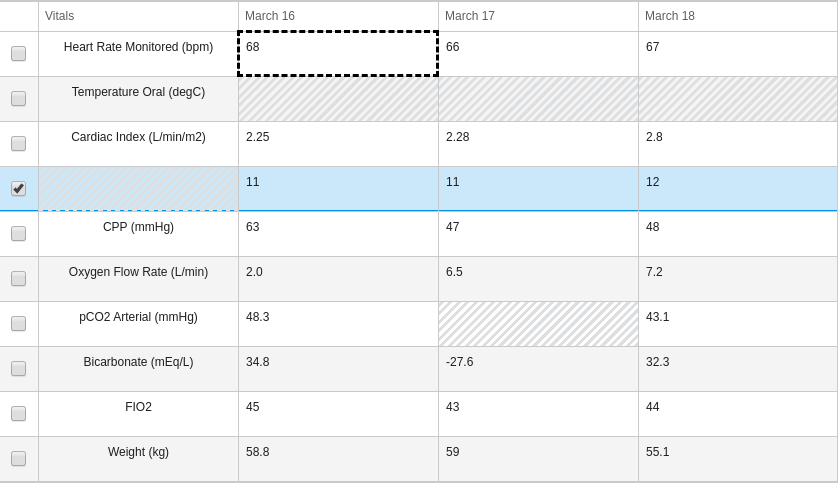 Vitals March 16 March 17 March 18
Heart Rate Monitored (bpm) 68 66 67
Temperature Oral (degC)
Cardiac Index (L/min/m2) 2.25 2.28 2.8
11 11 12
CPP (mmHg) 63 47 48
Oxygen Flow Rate (L/min) 2.0 6.5 7.2
pCO2 Arterial (mmHg) 48.3 43.1
Bicarbonate (mEq/L) 34.8 -27.6 32.3
FIO2 45 43 44
Weight (kg) 58.8 59 55.1